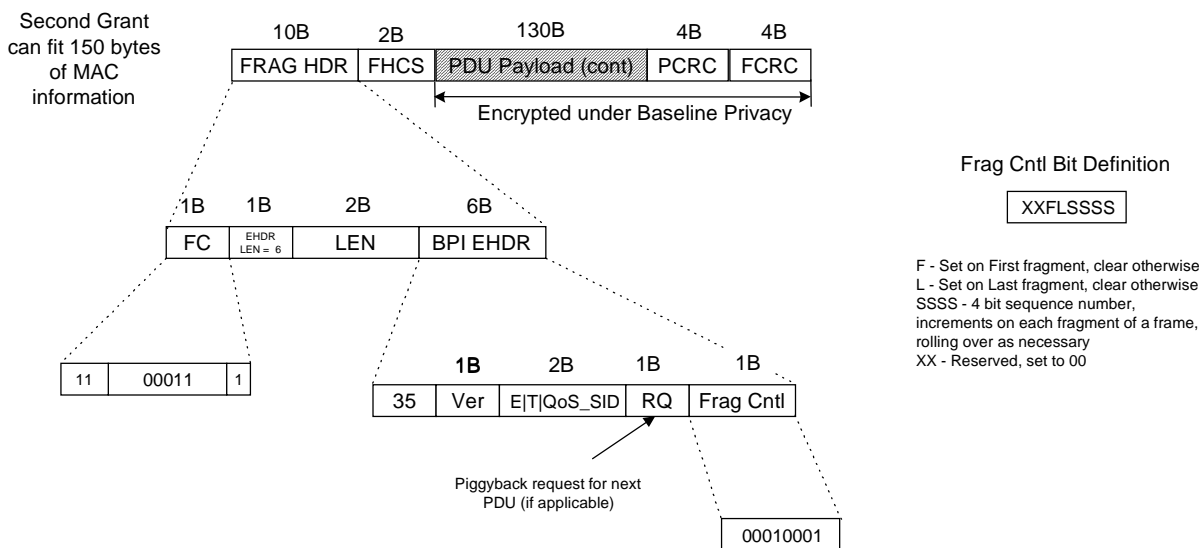 Second Grant
can fit 150 bytes
of MAC
information
10B 2B 130B 4B 4B
FRAG HDR FHCS PDU Payload (cont) PCRC FCRC
Encrypted under Baseline Privacy
Frag Cntl Bit Definition
XXFLSSSS
F - Set on First fragment, clear otherwise
L - Set on Last fragment, clear otherwise
SSSS - 4 bit sequence number,
increments on each fragment of a frame,
rolling over as necessary
XX - Reserved, set to 00
1B 1B 2B 6B
FC EHDR LEN = 6 LEN BPI EHDR
11 00011 1
1B 2B 1B 1B
35 Ver E|T|QoS_SID RQ Frag Cntl
Piggyback request for next
PDU (if applicable)
00010001